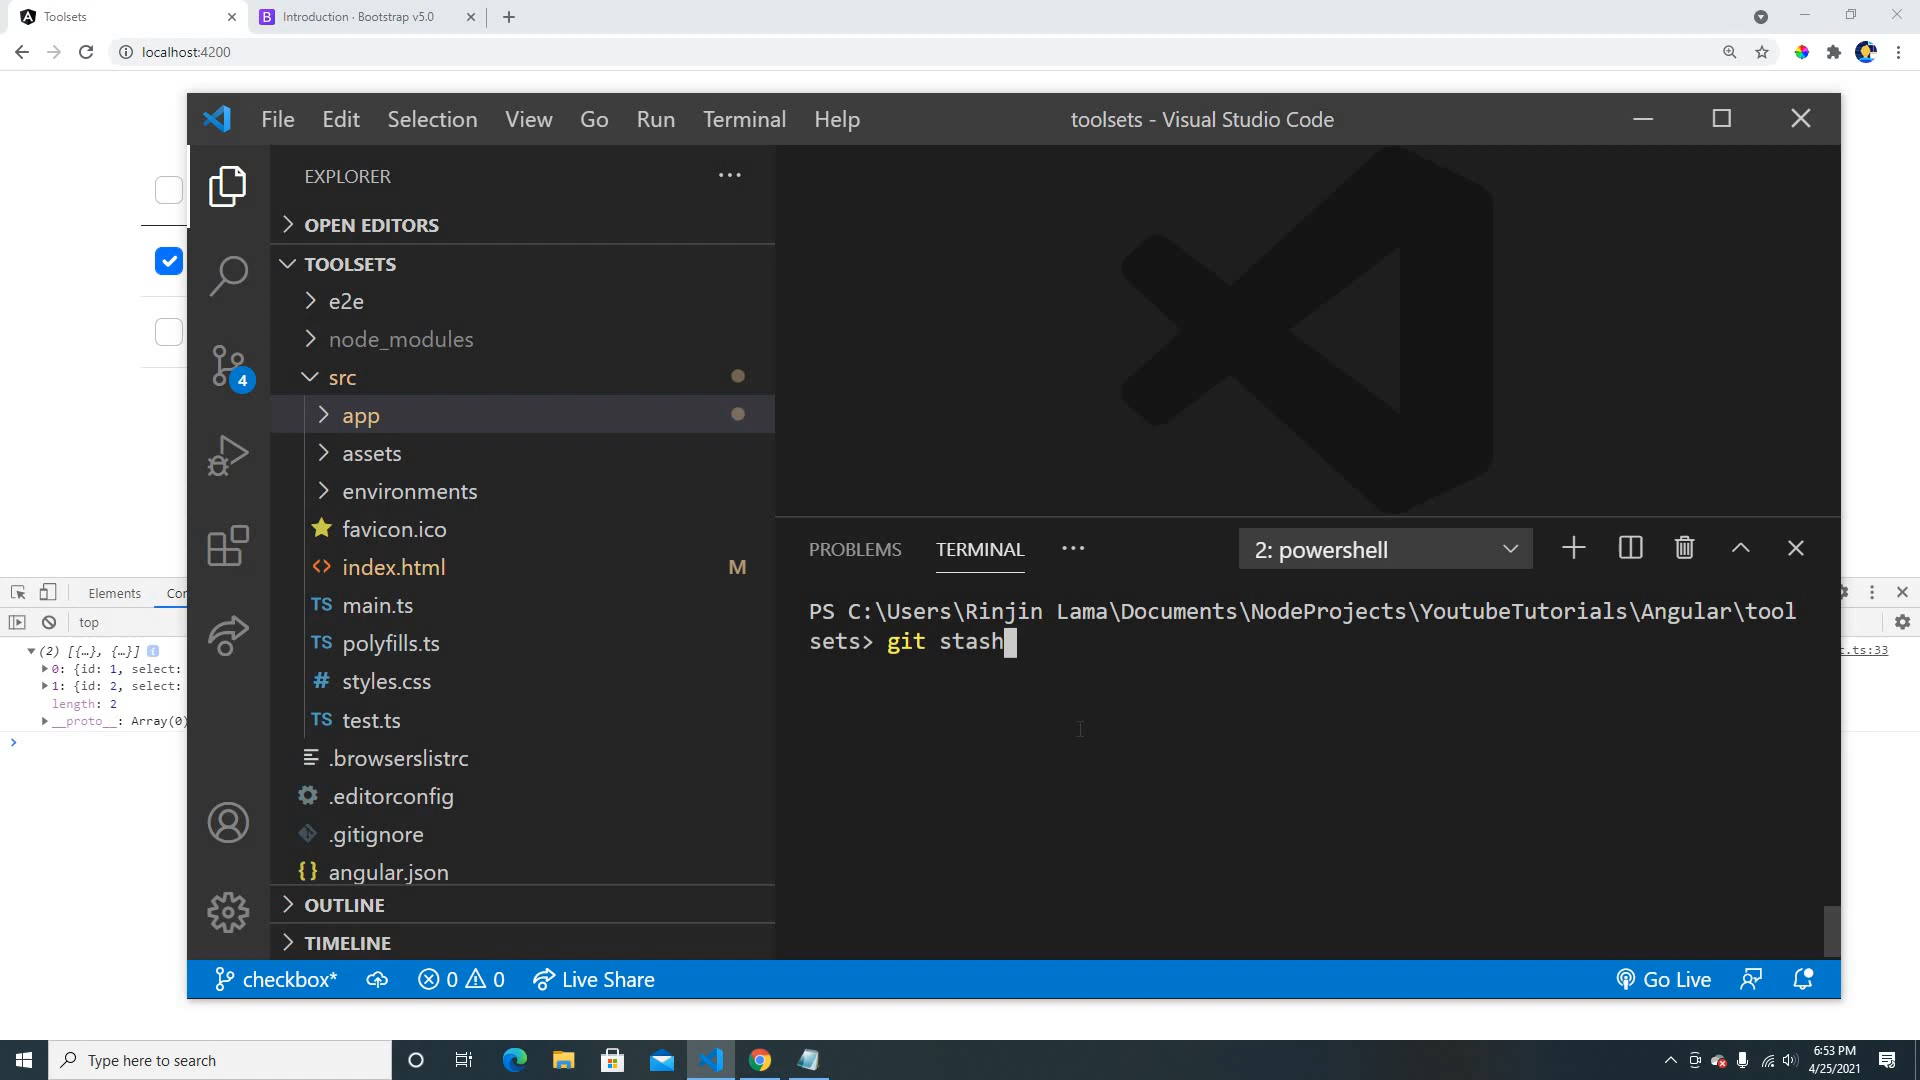 Toolsets
Introduction · Bootstrap v5.0
localhost:4200
File Edit Selection View Go Run Terminal Help
toolsets - Visual Studio Code
EXPLORER
OPEN EDITORS
TOOLSETS
e2e
node_modules
src
app
assets
environments
favicon.ico
index.html M
main.ts
polyfills.ts
styles.css
test.ts
.browserslistrc
.editorconfig
.gitignore
angular.json
OUTLINE
TIMELINE
4
PROBLEMS TERMINAL
2: powershell
PS C:\Users\Rinjin Lama\Documents\NodeProjects\YoutubeTutorials\Angular\tool
sets> git stash
Elements Con
top
(2) [{…}, {…}]
0: {id: 1, select:
1: {id: 2, select:
length: 2
__proto__: Array(0)
.ts:33
checkbox* 0 0 Live Share
Go Live
Type here to search
6:53 PM
4/25/2021